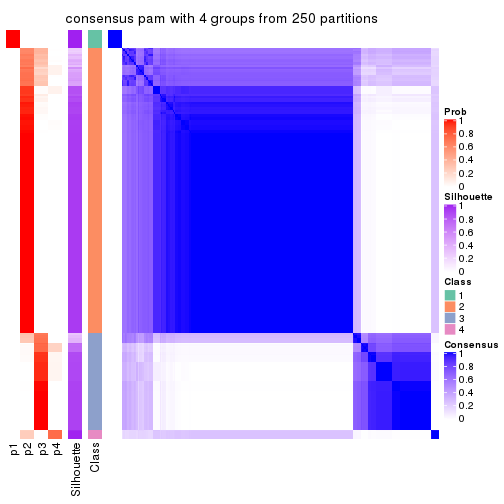 consensus pam with 4 groups from 250 partitions
Prob
1
0.8
0.6
0.4
0.2
0
Silhouette
1
0.8
0.6
0.4
0.2
0
Class
1
2
3
4
Consensus
1
0.8
0.6
0.4
0.2
0
p1
p2
p3
p4
Silhouette
Class